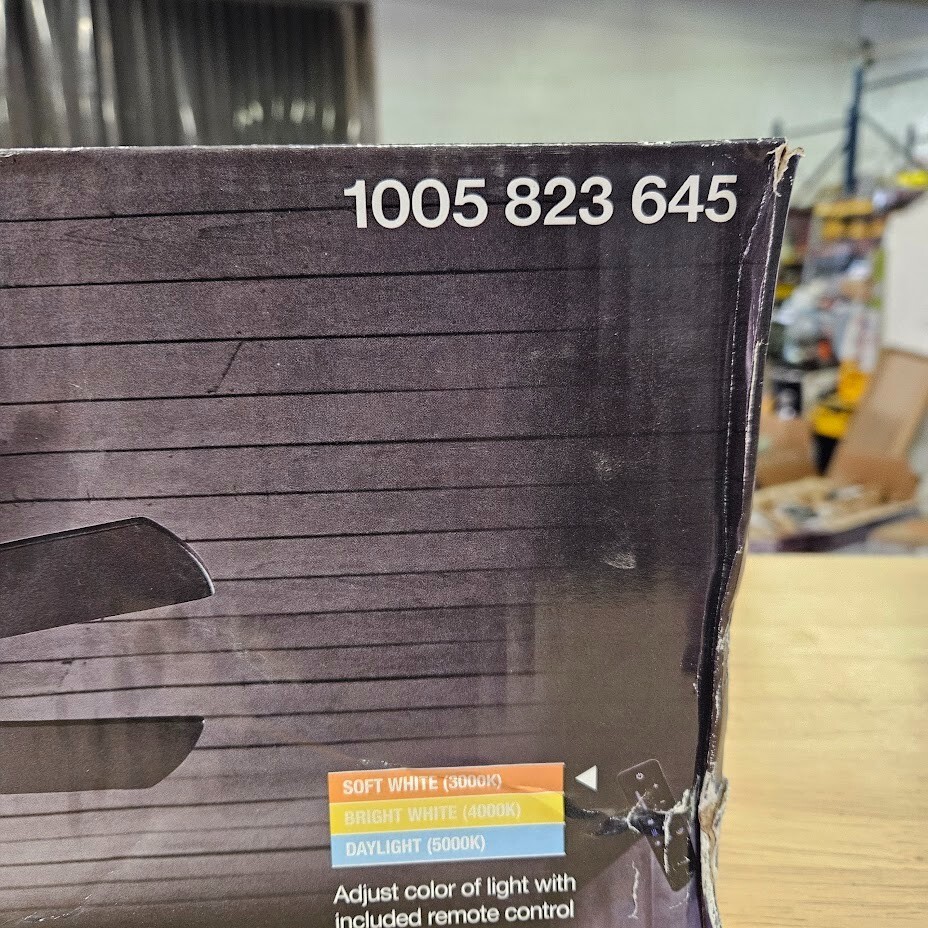 1005 823 645
SOFT WHITE (3000K)
BRIGHT WHITE (4000K)
DAYLIGHT (5000K)
Adjust color of light with
included remote control